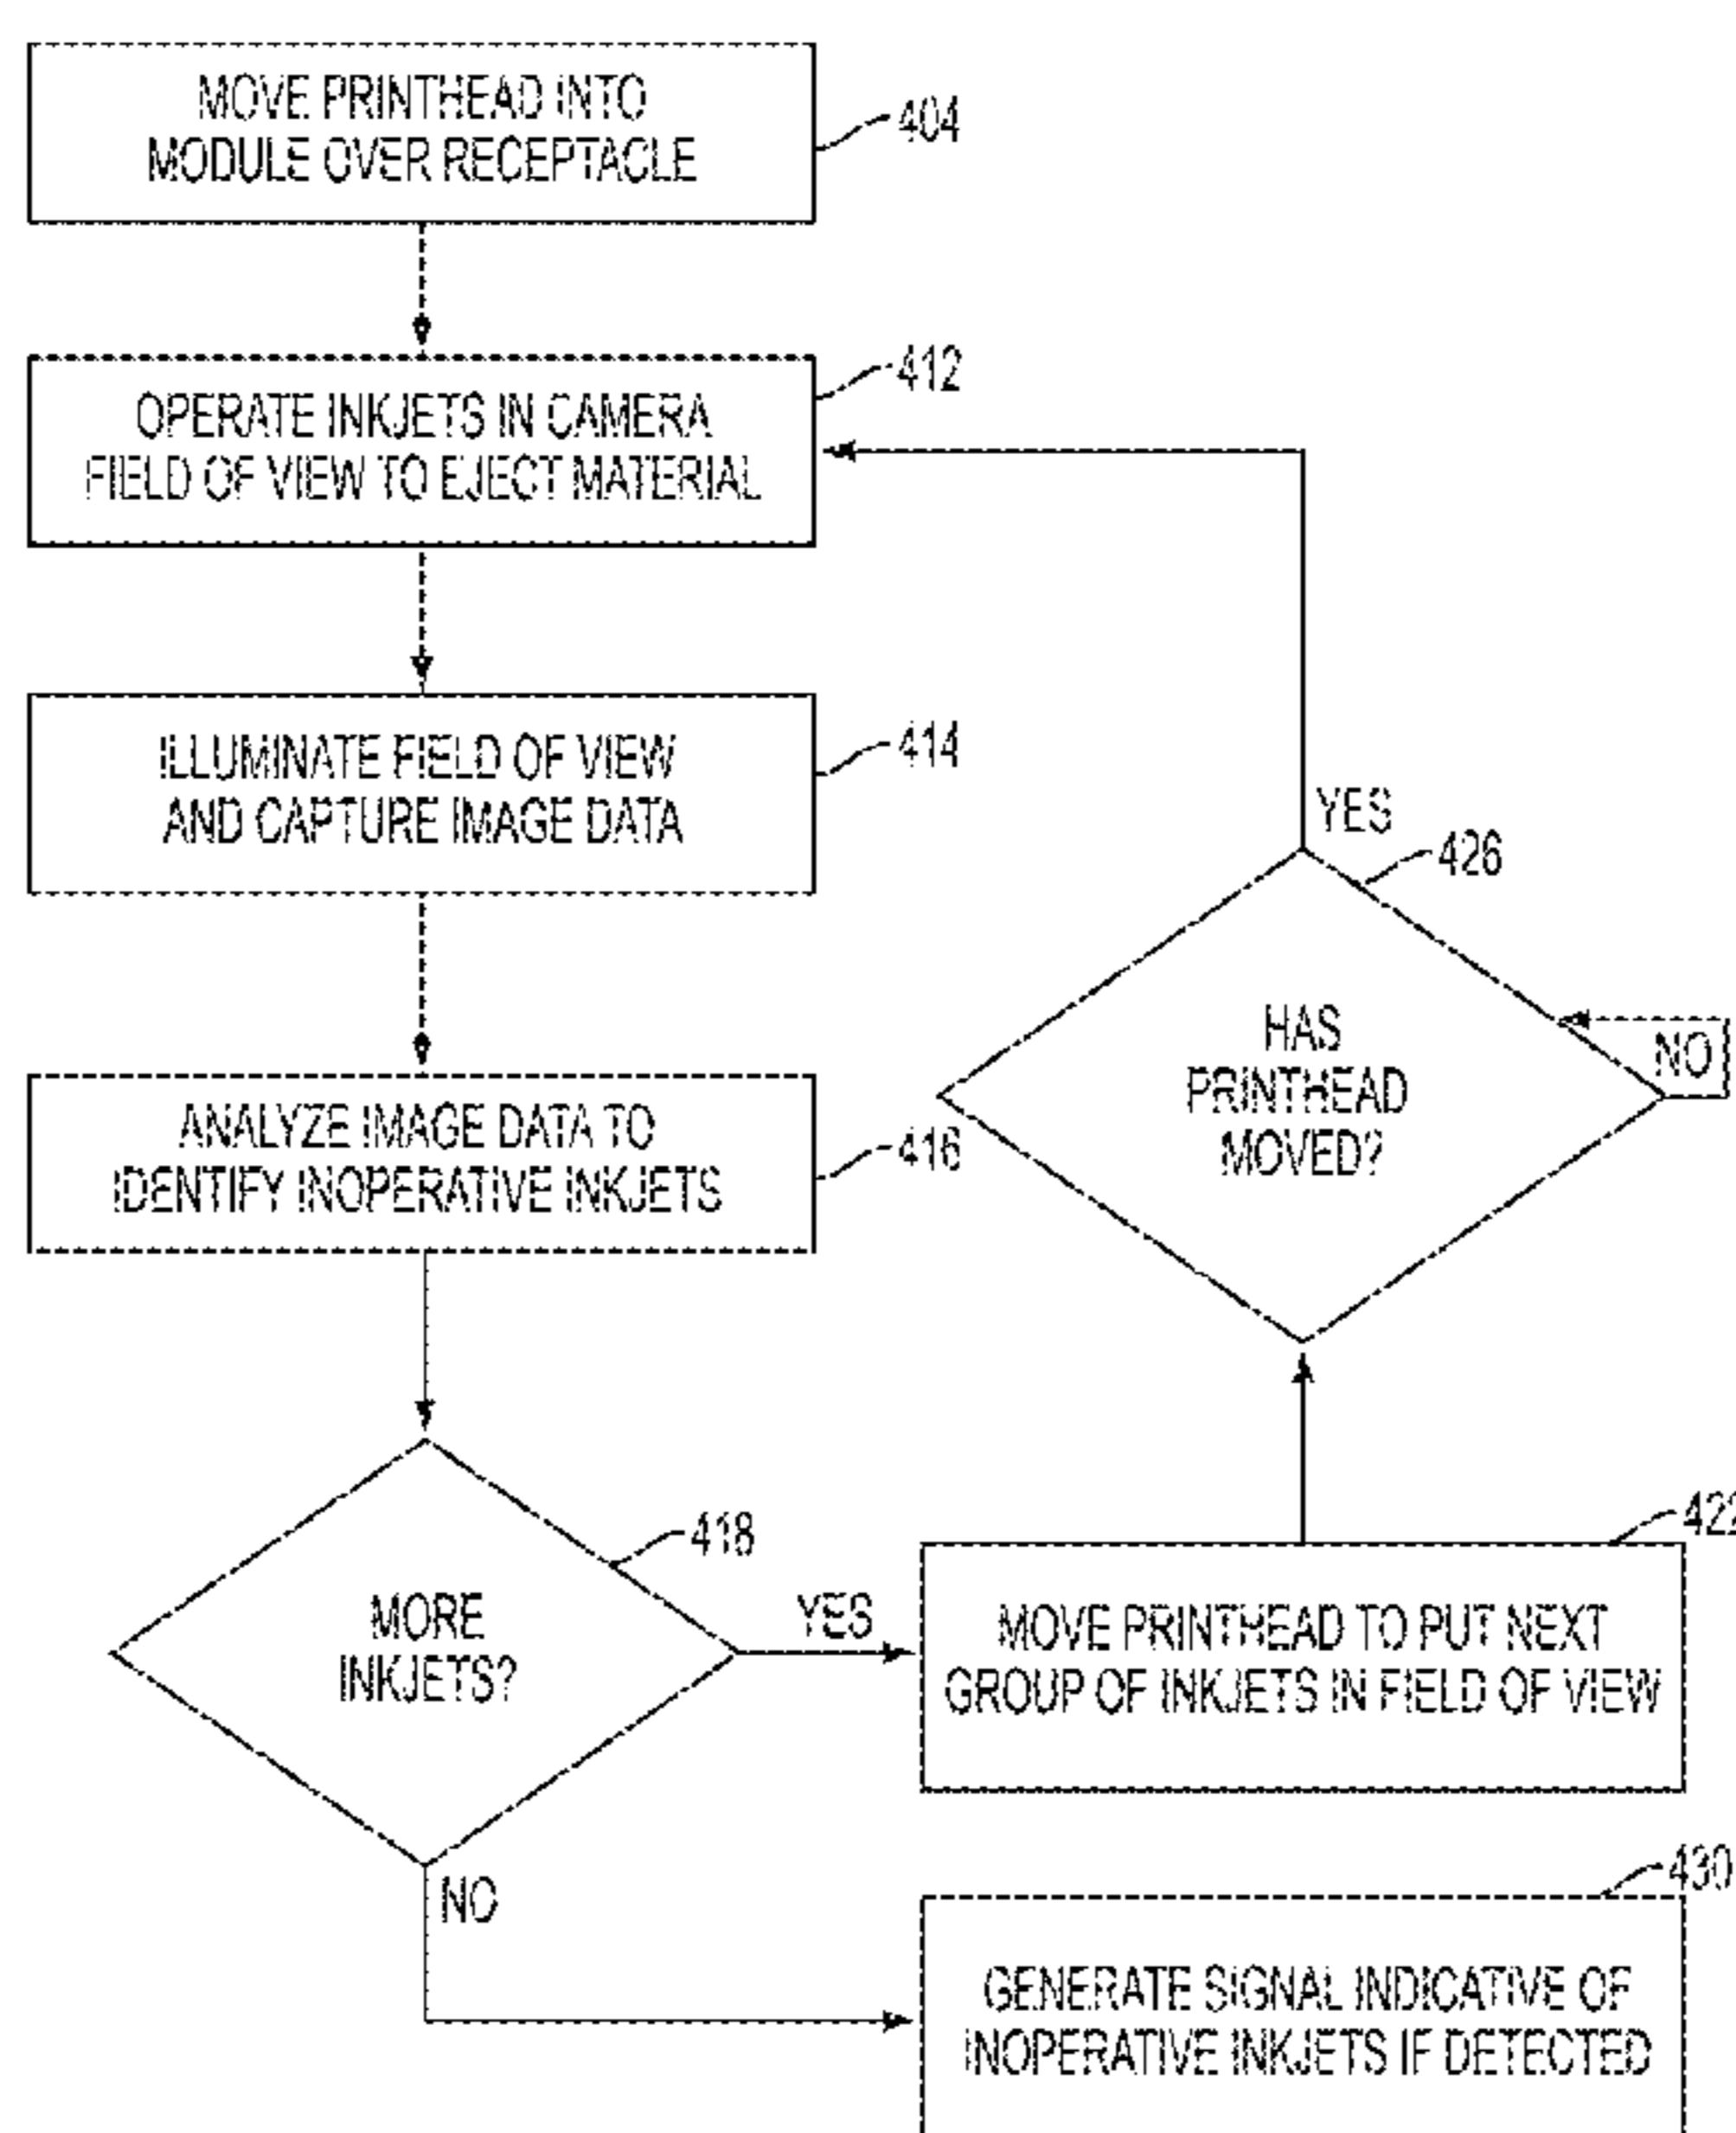 MOVE PRINTHEAD INTO
MODULE OVER RECEPTACLE
404
OPERATE INKJETS IN CAMERA
FIELD OF VIEW TO EJECT MATERIAL
412
ILLUMINATE FIELD OF VIEW
AND CAPTURE IMAGE DATA
414
ANALYZE IMAGE DATA TO
IDENTIFY INOPERATIVE INKJETS
416
MORE
INKJETS?
418
YES
NO
MOVE PRINTHEAD TO PUT NEXT
GROUP OF INKJETS IN FIELD OF VIEW
422
HAS
PRINTHEAD
MOVED?
426
YES
NO
GENERATE SIGNAL INDICATIVE OF
INOPERATIVE INKJETS IF DETECTED
430